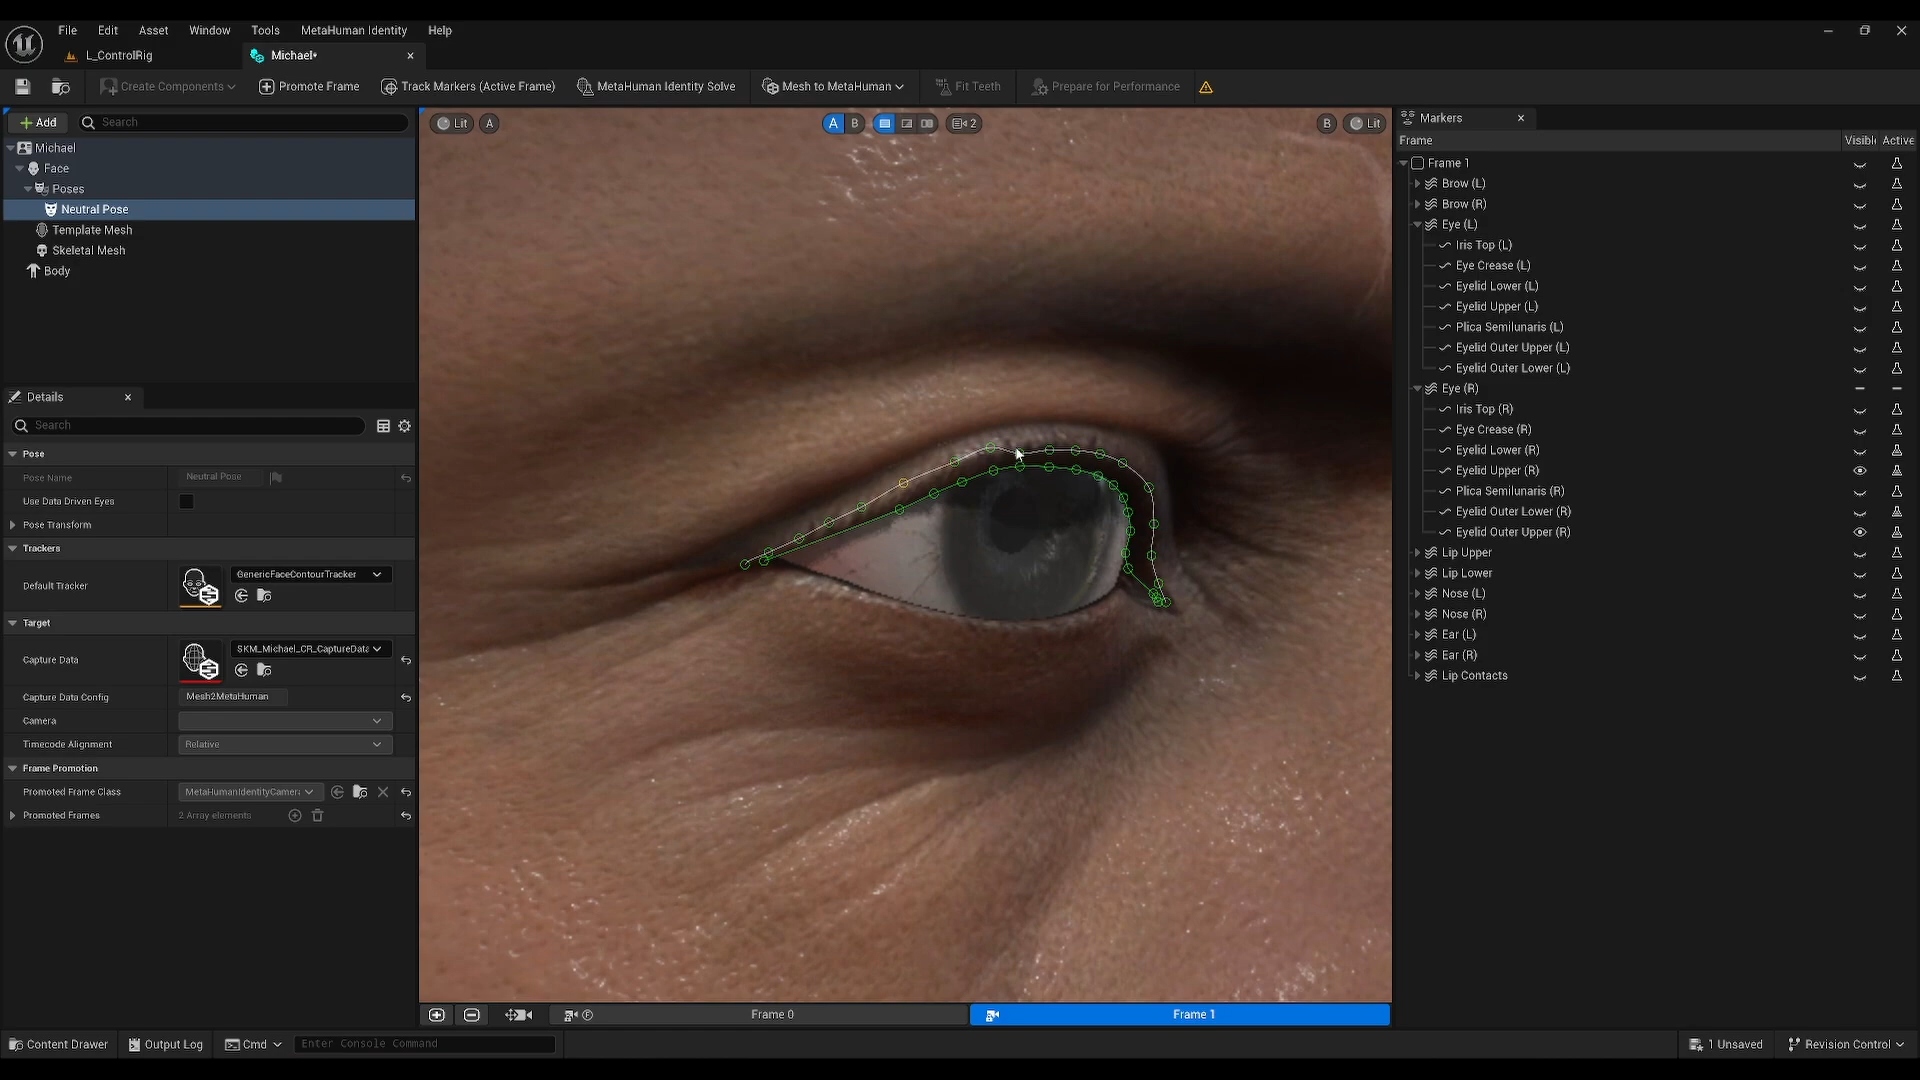 File Edit Asset Window Tools MetaHuman Identity Help
L_ControlRig Michael*
Create Components Promote Frame Track Markers (Active Frame) MetaHuman Identity Solve Mesh to MetaHuman Fit Teeth Prepare for Performance
Add Search
Michael
Face
Poses
Neutral Pose
Template Mesh
Skeletal Mesh
Body
Details
Search
Pose
Pose Name Neutral Pose
Use Data Driven Eyes
Pose Transform
Trackers
Default Tracker GenericFaceContourTracker
Target
Capture Data SKM_Michael_CR_CaptureData
Capture Data Config Mesh2MetaHuman
Camera
Timecode Alignment Relative
Frame Promotion
Promoted Frame Class MetaHumanIdentityCamera
Promoted Frames 2 Array elements
Lit A A B 2 B Lit
Frame 0 Frame 1
Markers
Frame Visibl Active
Frame 1
Brow (L)
Brow (R)
Eye (L)
Iris Top (L)
Eye Crease (L)
Eyelid Lower (L)
Eyelid Upper (L)
Plica Semilunaris (L)
Eyelid Outer Upper (L)
Eyelid Outer Lower (L)
Eye (R)
Iris Top (R)
Eye Crease (R)
Eyelid Lower (R)
Eyelid Upper (R)
Plica Semilunaris (R)
Eyelid Outer Lower (R)
Eyelid Outer Upper (R)
Lip Upper
Lip Lower
Nose (L)
Nose (R)
Ear (L)
Ear (R)
Lip Contacts
Content Drawer Output Log Cmd Enter Console Command 1 Unsaved Revision Control